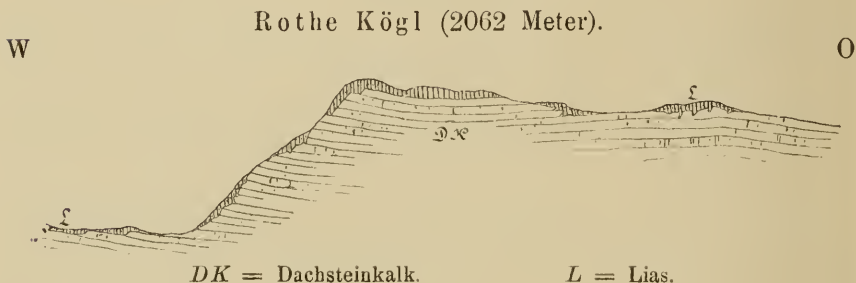 Rothe Kögl (2062 Meter).
W O
L
DK
L
DK = Dachsteinkalk. L = Lias.